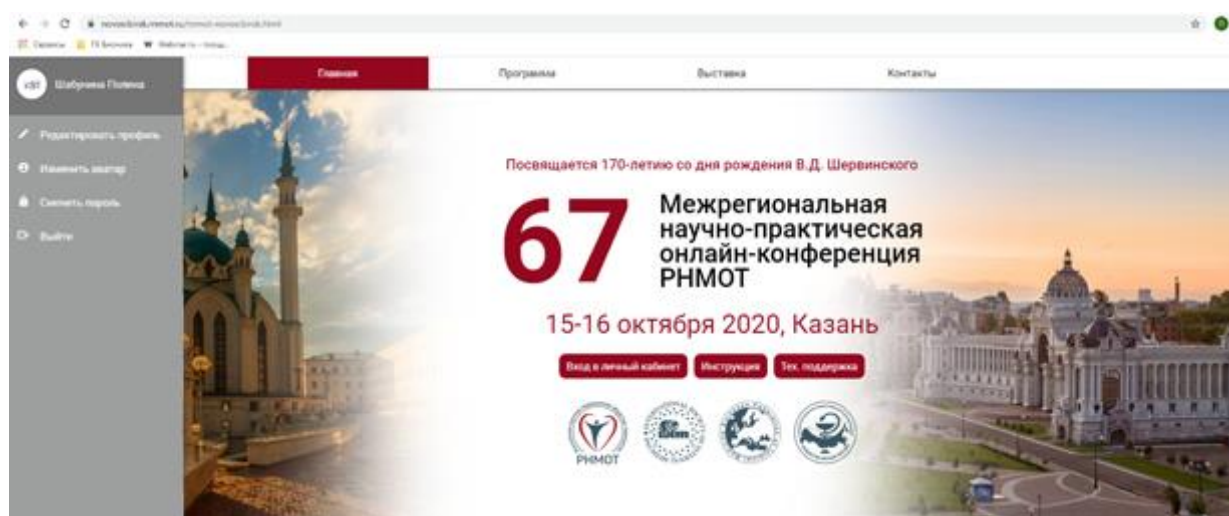 Сервисы
Шабунина Полина
Редактировать профиль
Изменить аватар
Сменить пароль
Выйти
Главная
Программа
Выставка
Контакты
Посвящается 170-летию со дня рождения В.Д. Шервинского
67
Межрегиональная
научно-практическая
онлайн-конференция
РНМОТ
15-16 октября 2020, Казань
Вход в личный кабинет
Инструкция
Тех. поддержка
РНМОТ